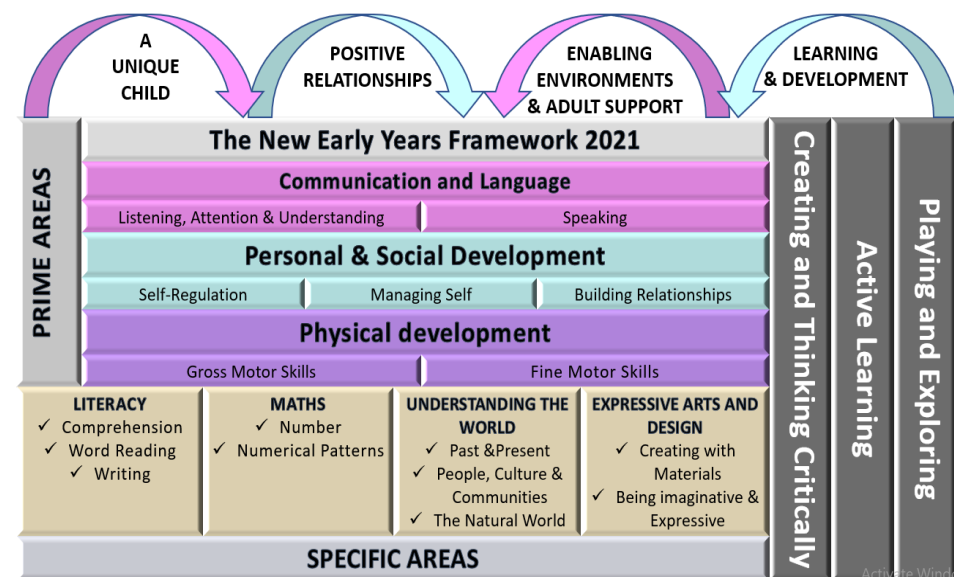 A
UNIQUE
CHILD
POSITIVE
RELATIONSHIPS
ENABLING
ENVIRONMENTS
& ADULT SUPPORT
LEARNING
& DEVELOPMENT
PRIME AREAS
The New Early Years Framework 2021
Communication and Language
Listening, Attention & Understanding
Speaking
Personal & Social Development
Self-Regulation
Managing Self
Building Relationships
Physical development
Gross Motor Skills
Fine Motor Skills
LITERACY
✓ Comprehension
✓ Word Reading
✓ Writing
MATHS
✓ Number
✓ Numerical Patterns
UNDERSTANDING THE
WORLD
✓ Past &Present
✓ People, Culture &
Communities
✓ The Natural World
EXPRESSIVE ARTS AND
DESIGN
✓ Creating with
Materials
✓ Being imaginative &
Expressive
SPECIFIC AREAS
Creating and Thinking Critically
Active Learning
Playing and Exploring